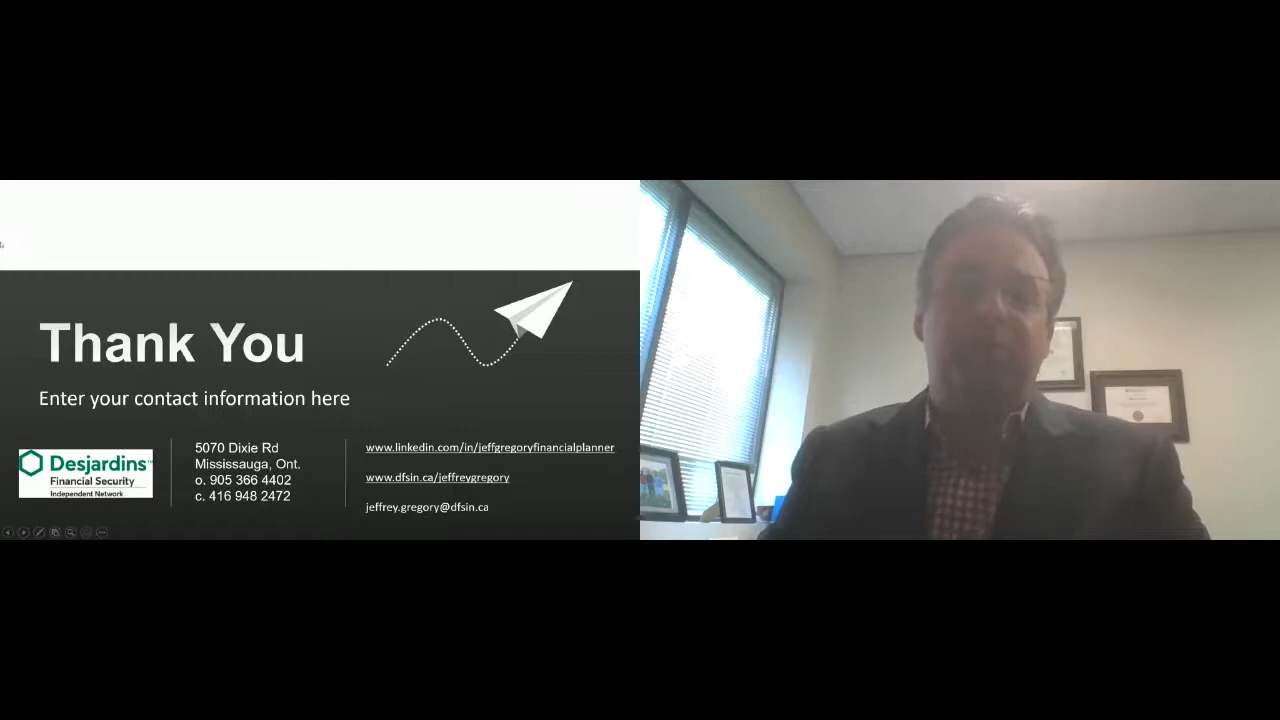 Thank You
Enter your contact information here
Desjardins
Financial Security
Independent Network
5070 Dixie Rd
Mississauga, Ont.
o. 905 366 4402
c. 416 948 2472
www.linkedin.com/in/jeffgregoryfinancialplanner
www.dfsin.ca/jeffreygregory
jeffrey.gregory@dfsin.ca